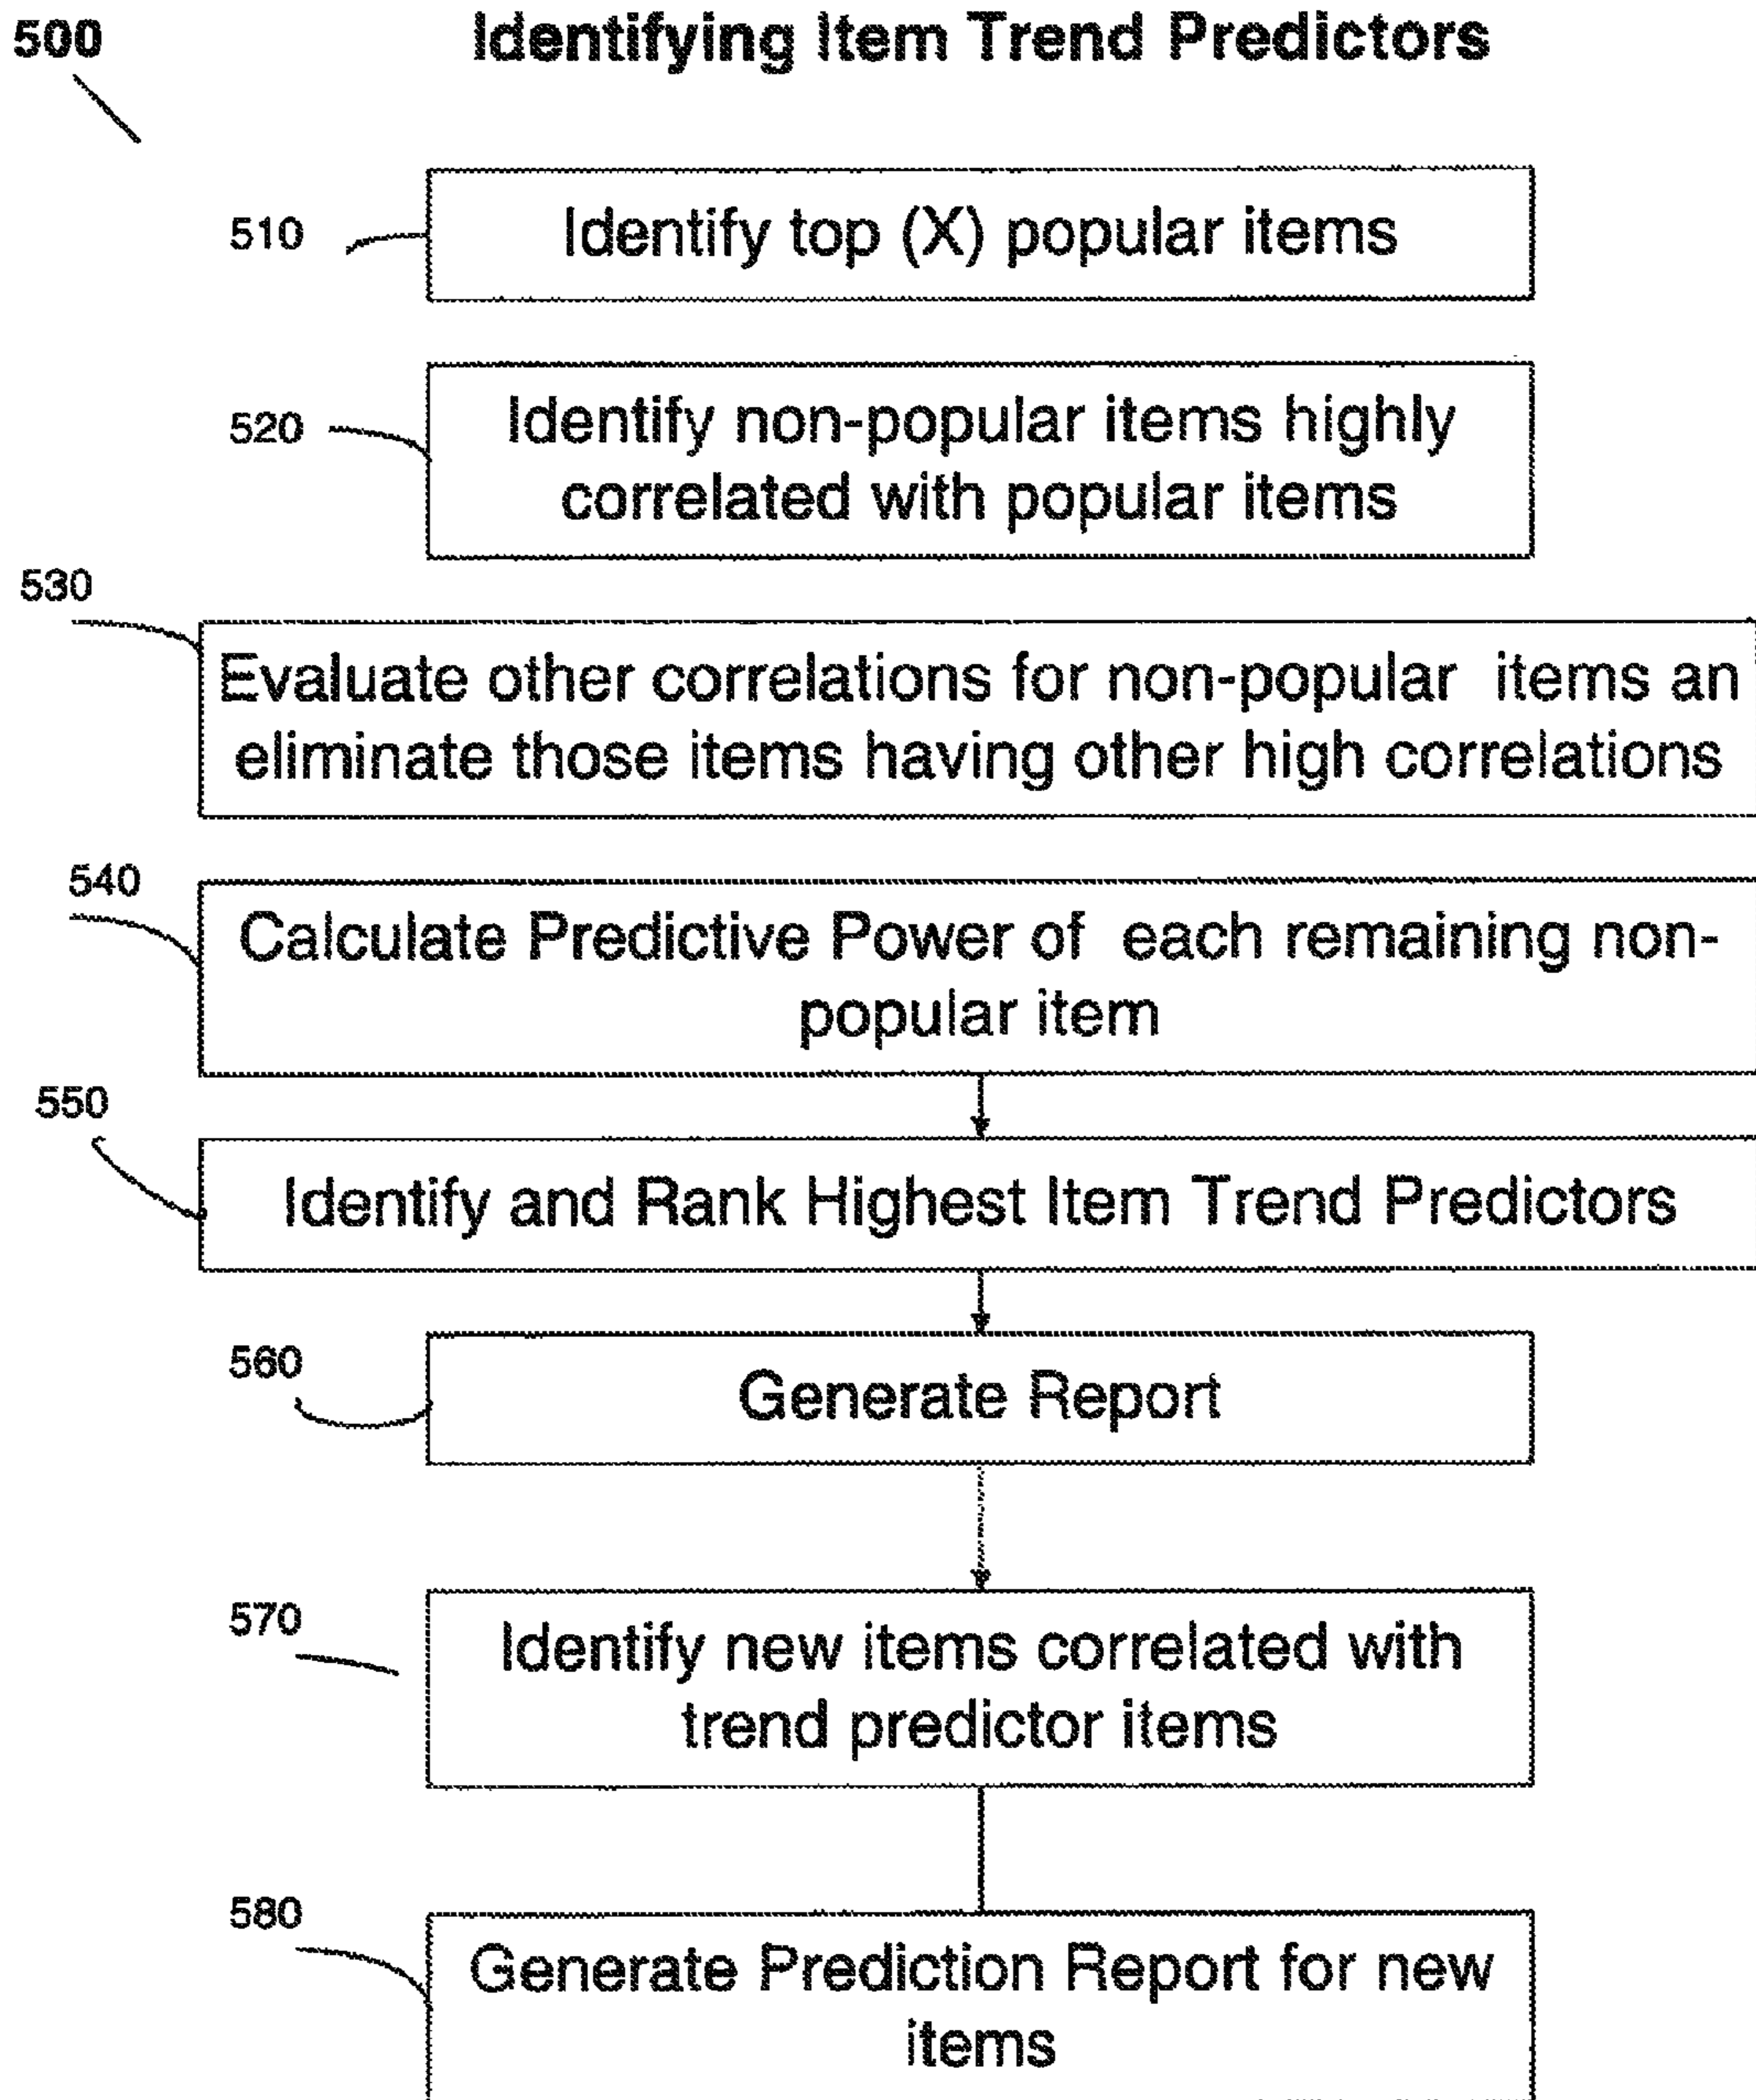 500
Identifying Item Trend Predictors
510
Identify top (X) popular items
520
Identify non-popular items highly
correlated with popular items
530
Evaluate other correlations for non-popular items an
eliminate those items having other high correlations
540
Calculate Predictive Power of each remaining non-
popular item
550
Identify and Rank Highest Item Trend Predictors
560
Generate Report
570
Identify new items correlated with
trend predictor items
580
Generate Prediction Report for new
items